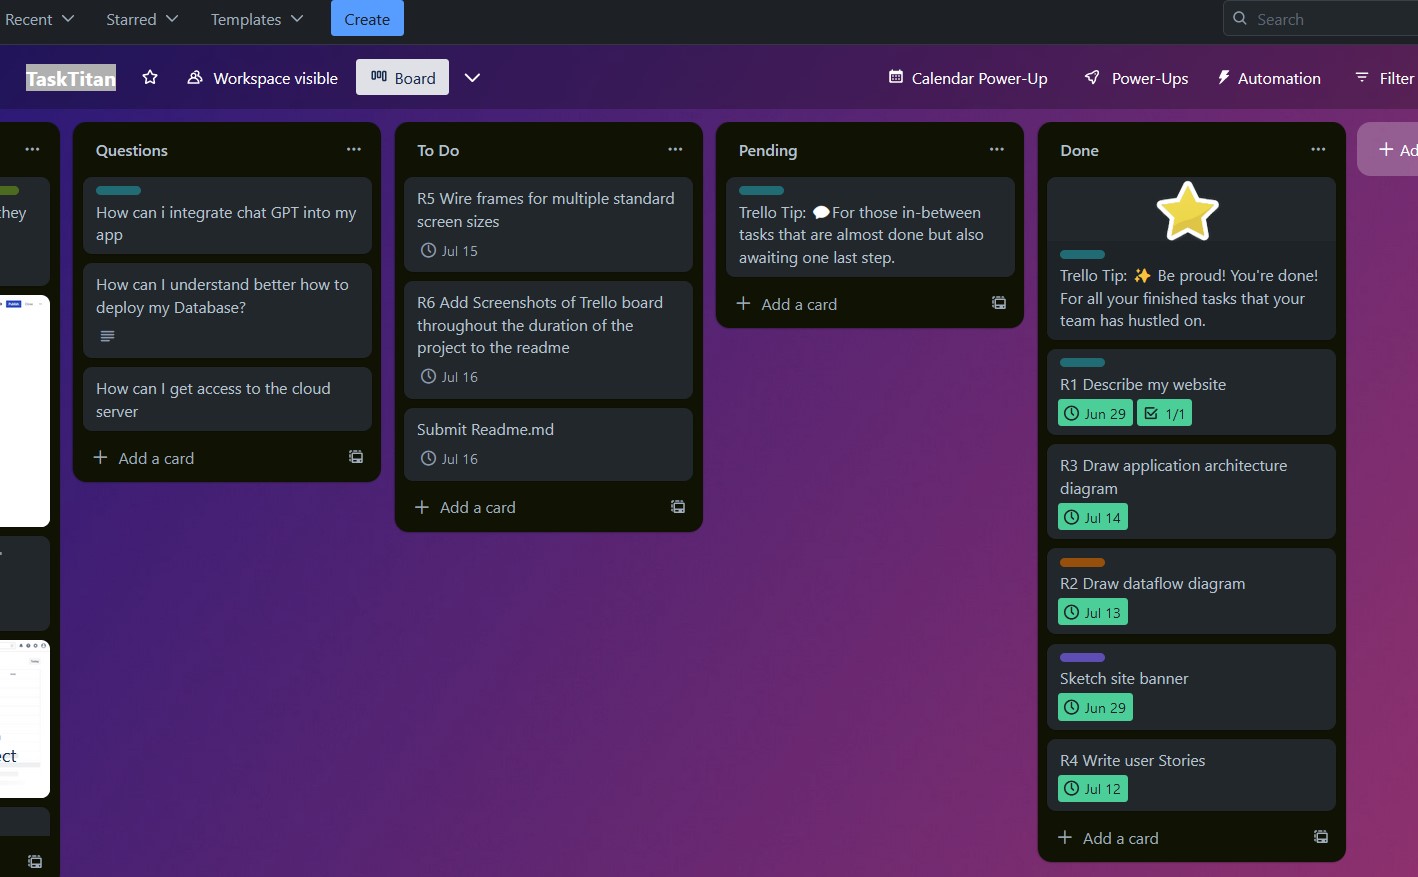 Recent
Starred
Templates
Create
Search
TaskTitan
Workspace visible
Board
Calendar Power-Up
Power-Ups
Automation
Filter
hey
ect
Questions
How can i integrate chat GPT into my
app
How can I understand better how to
deploy my Database?
How can I get access to the cloud
server
Add a card
To Do
R5 Wire frames for multiple standard
screen sizes
Jul 15
R6 Add Screenshots of Trello board
throughout the duration of the
project to the readme
Jul 16
Submit Readme.md
Jul 16
Add a card
Pending
Trello Tip: 💬For those in-between
tasks that are almost done but also
awaiting one last step.
Add a card
Done
Trello Tip: ✨ Be proud! You're done!
For all your finished tasks that your
team has hustled on.
R1 Describe my website
Jun 29 1/1
R3 Draw application architecture
diagram
Jul 14
R2 Draw dataflow diagram
Jul 13
Sketch site banner
Jun 29
R4 Write user Stories
Jul 12
Add a card
Ad